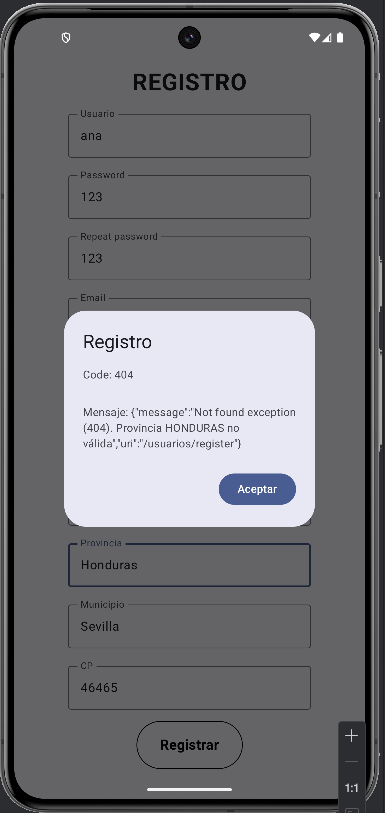 REGISTRO
Usuario
ana
Password
123
Repeat password
123
Email
Registro
Code: 404
Mensaje: {"message":"Not found exception
(404). Provincia HONDURAS no
válida","uri":"/usuarios/register"}
Aceptar
Provincia
Honduras
Municipio
Sevilla
CP
46465
Registrar
1:1